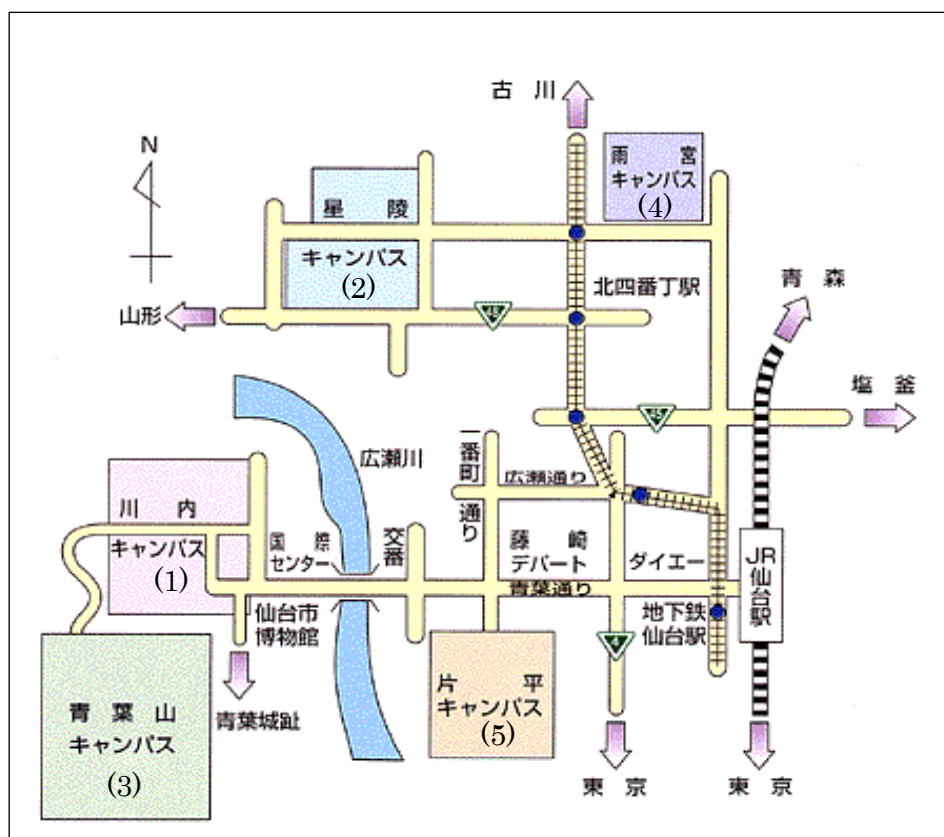 古 川
N
雨 宮
キャンパス
(4)
星 陵
キャンパス
(2)
北四番丁駅
青 森
山形
48
塩 釜
45
一番町
通り
広瀬川
広瀬通り
川 内
キャンパス
(1)
国 際
センター
交番
藤 崎
デパート
ダイエー
JR
仙台駅
青葉通り
仙台市
博物館
地下鉄
仙台駅
4
青 葉 山
キャンパス
(3)
青葉城趾
片 平
キャンパス
(5)
東 京
東 京